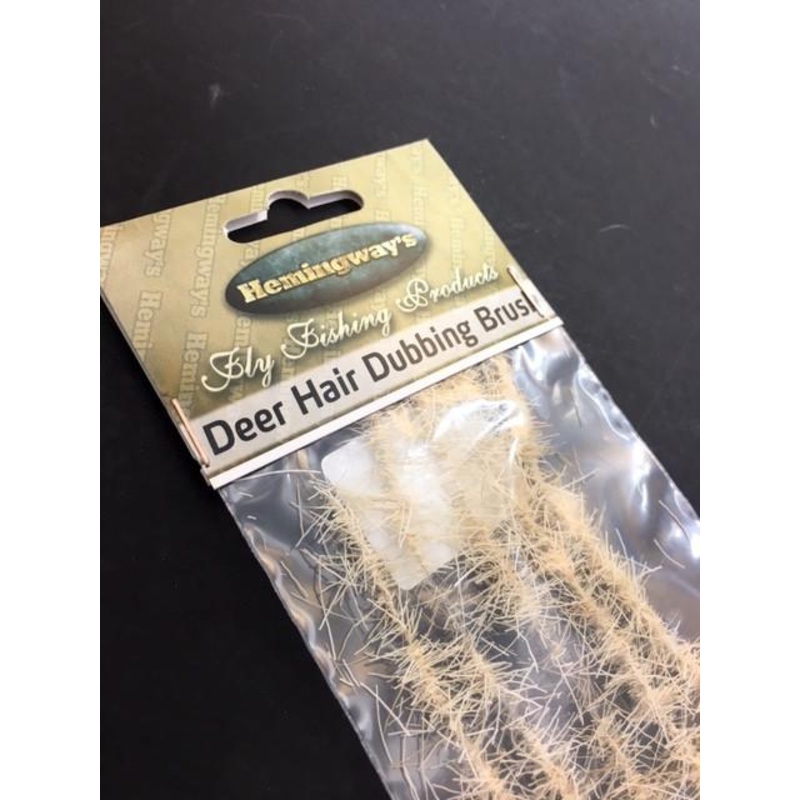 Hemingway's
Fly Fishing Products
Deer Hair Dubbing Brush